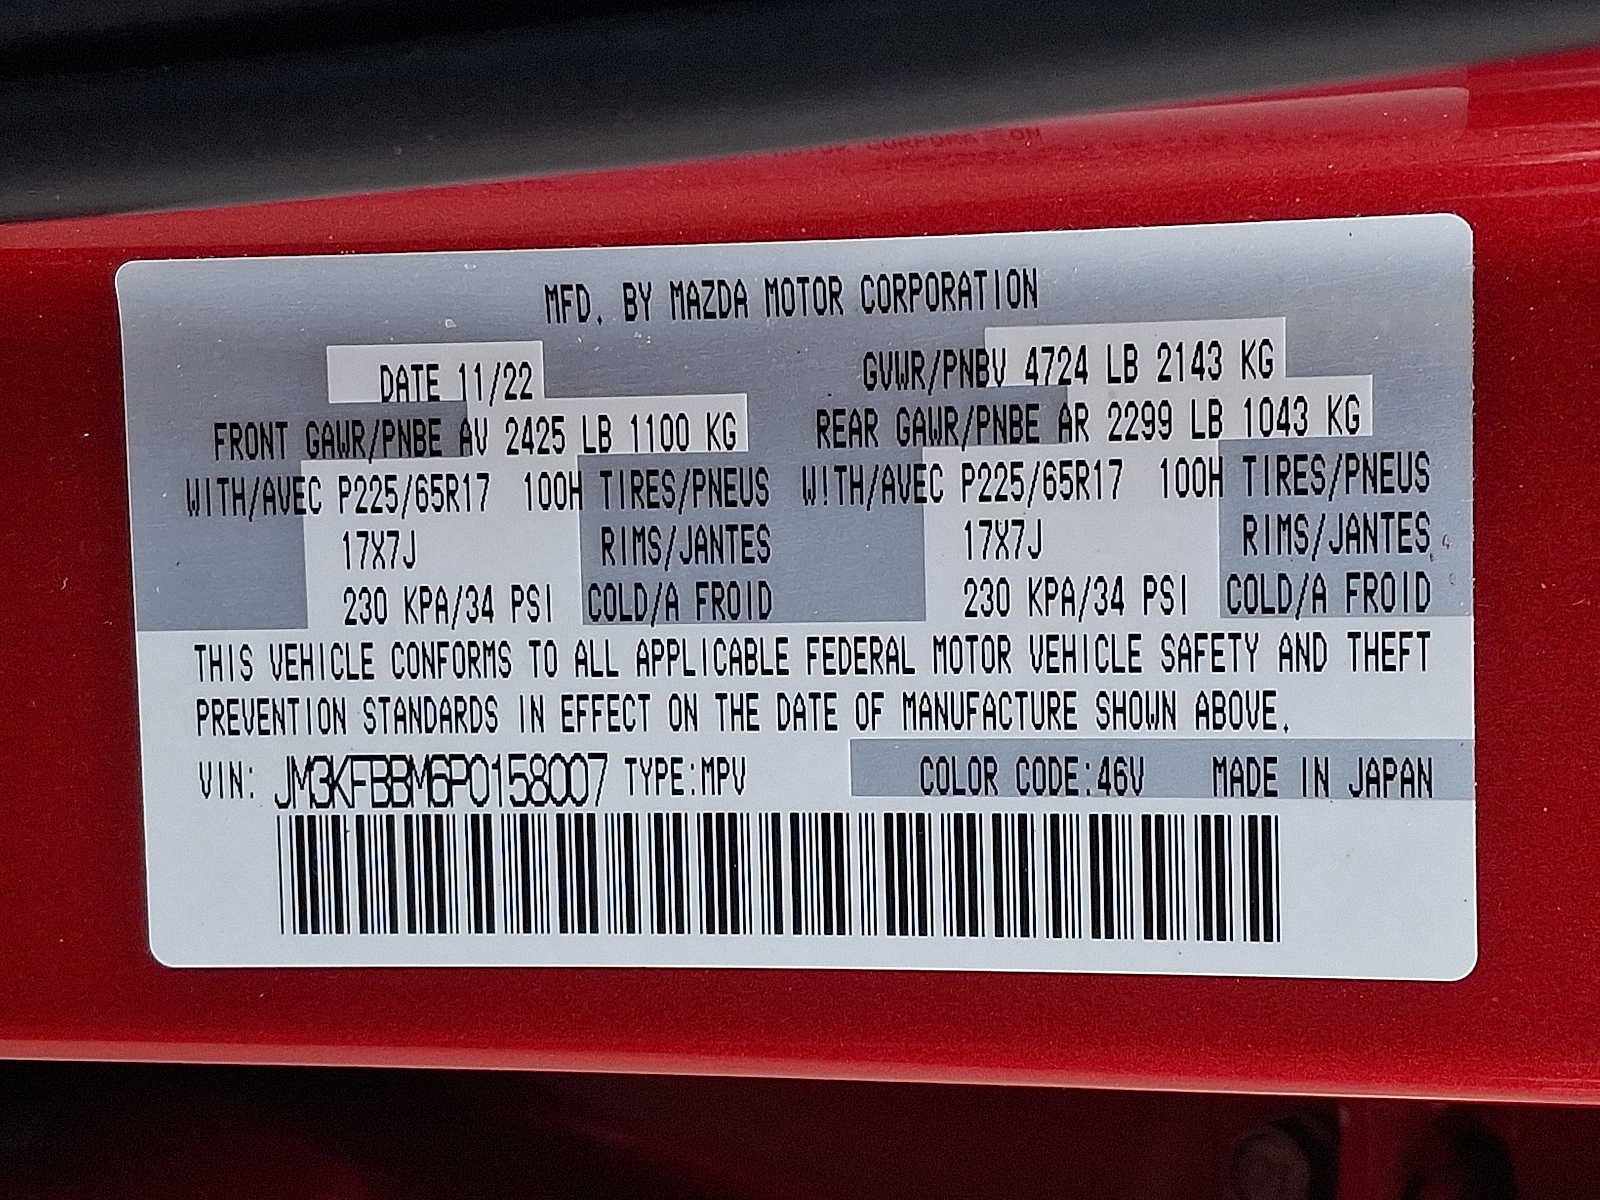 MFD. BY MAZDA MOTOR CORPORATION
DATE 11/22
GVWR/PNBV 4724 LB 2143 KG
FRONT GAWR/PNBE AV 2425 LB 1100 KG
REAR GAWR/PNBE AR 2299 LB 1043 KG
WITH/AVEC P225/65R17 100H TIRES/PNEUS
WITH/AVEC P225/65R17 100H TIRES/PNEUS
17X7J RIMS/JANTES
17X7J RIMS/JANTES
230 KPA/34 PSI COLD/A FROID
230 KPA/34 PSI COLD/A FROID
THIS VEHICLE CONFORMS TO ALL APPLICABLE FEDERAL MOTOR VEHICLE SAFETY AND THEFT
PREVENTION STANDARDS IN EFFECT ON THE DATE OF MANUFACTURE SHOWN ABOVE.
VIN: JM3KFBBM6P0158007 TYPE:MPV COLOR CODE:46V MADE IN JAPAN